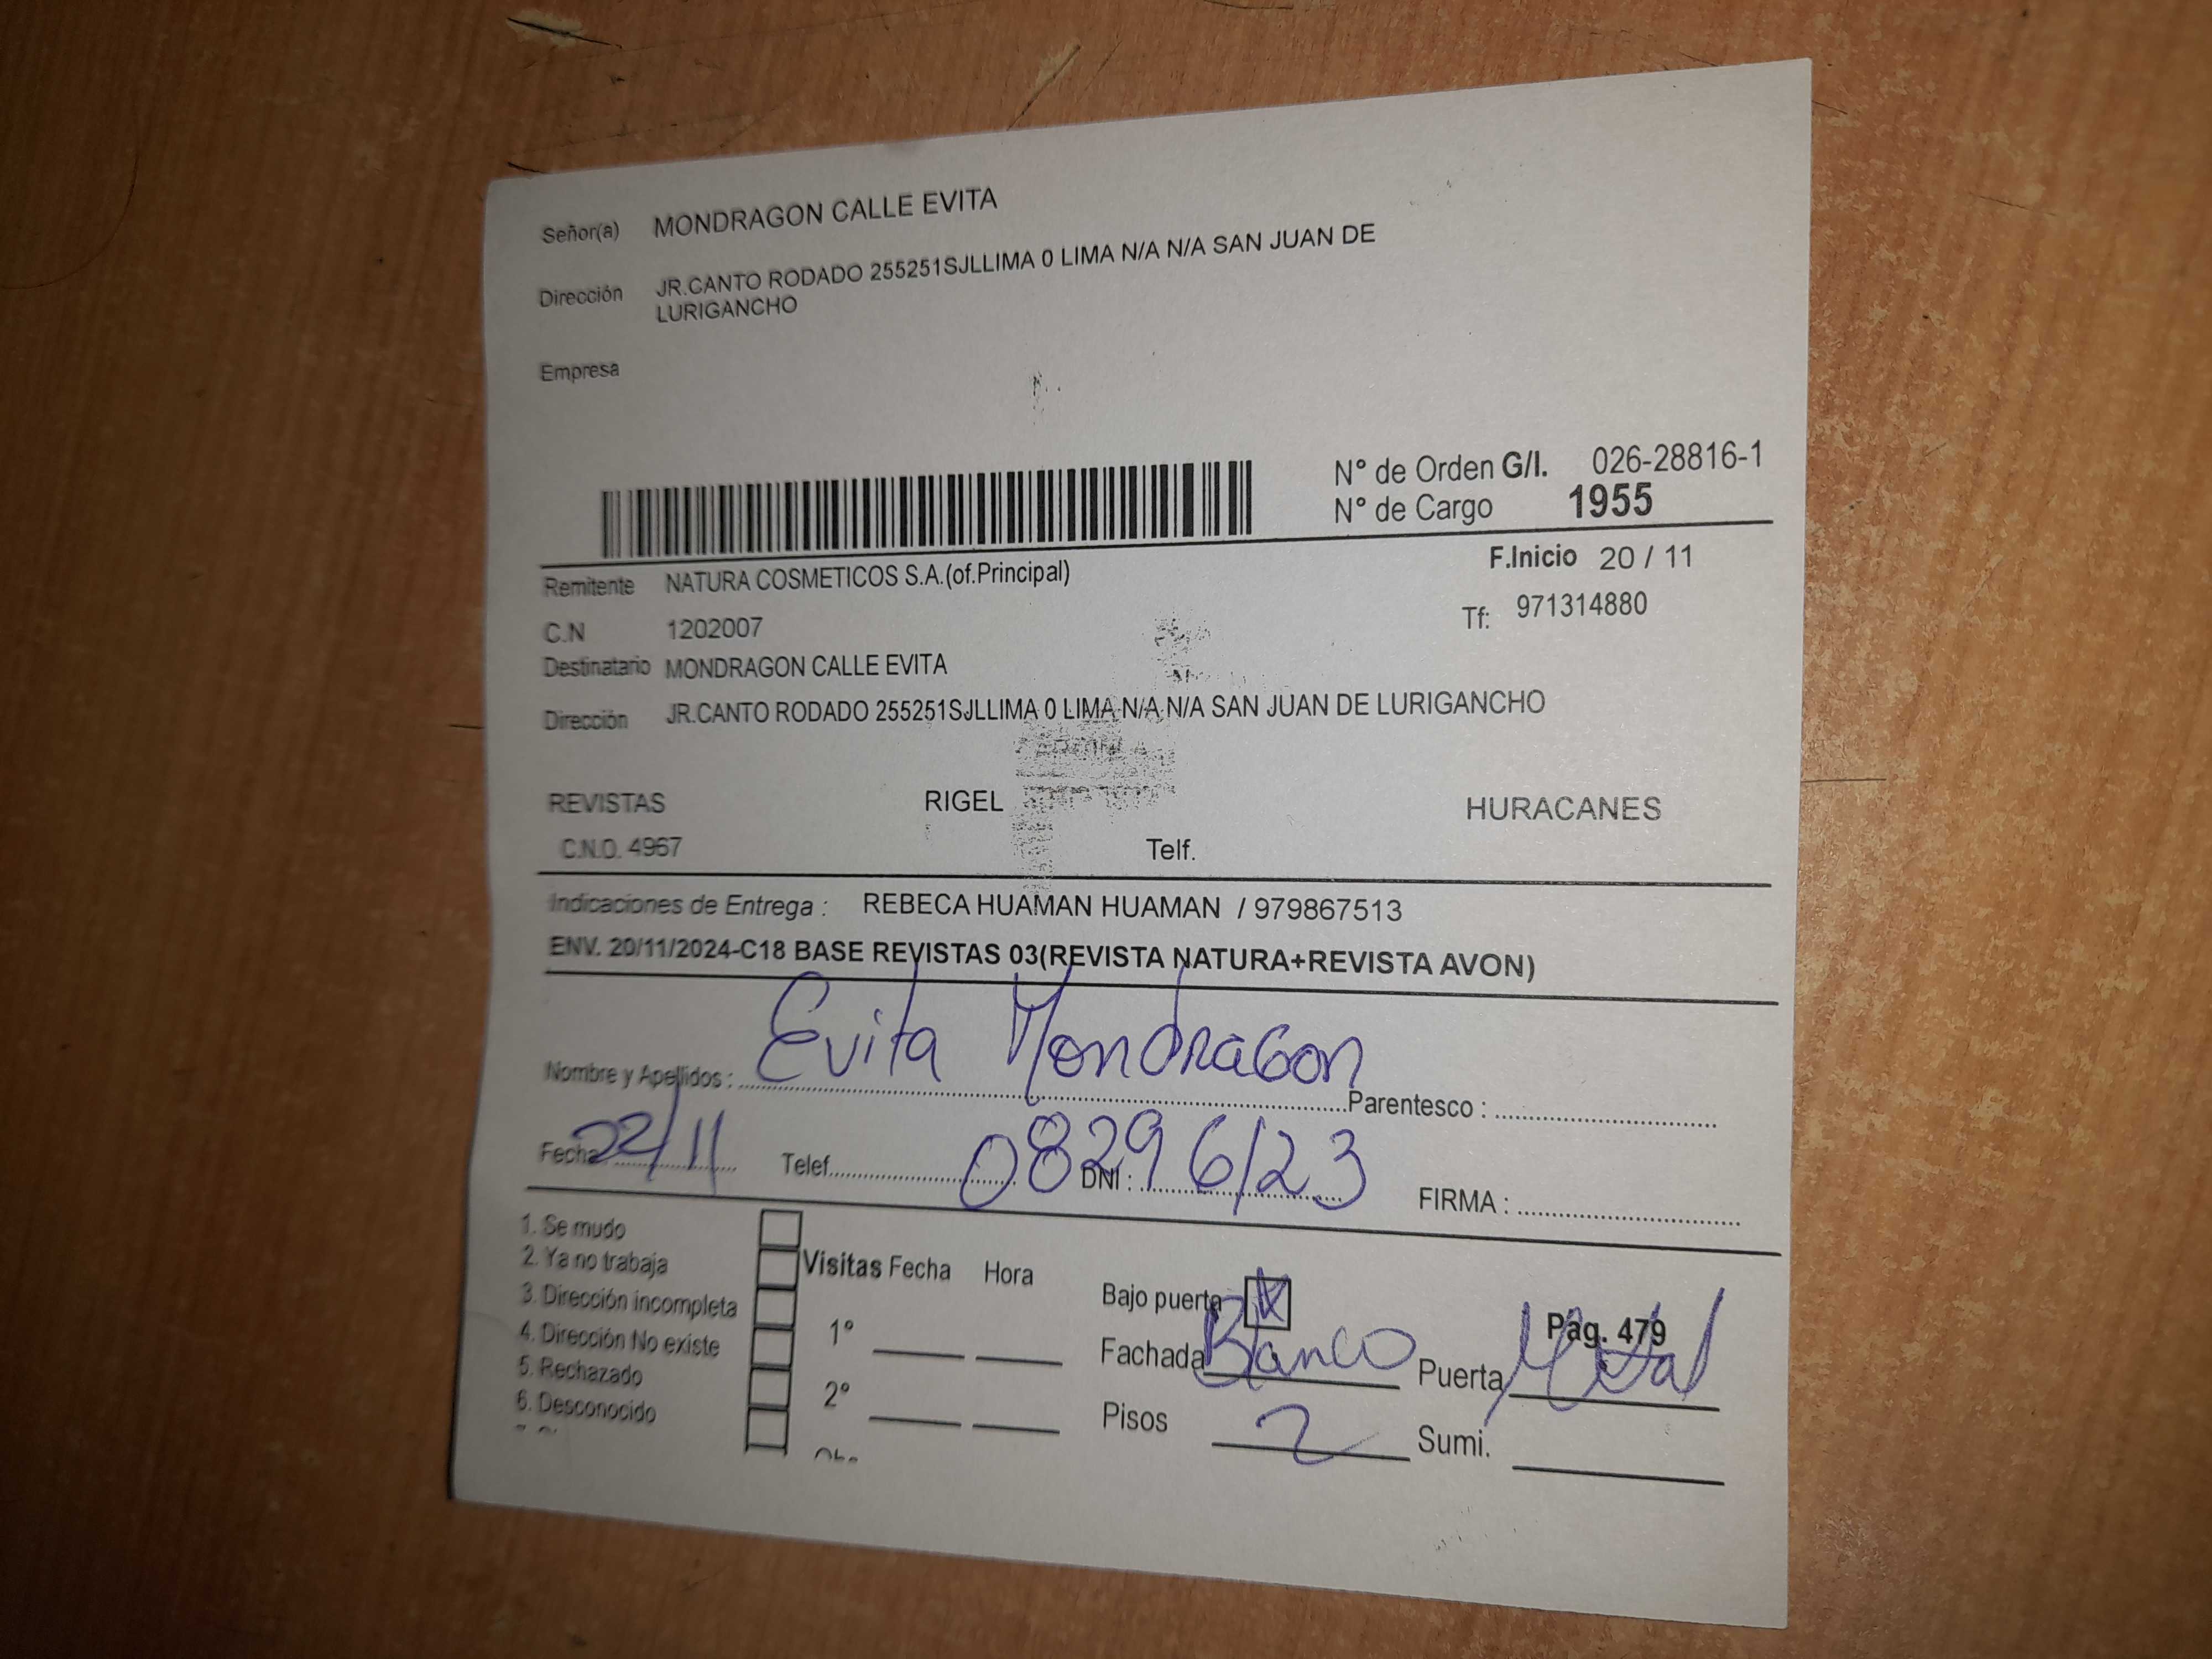 Señor(a) MONDRAGON CALLE EVITA
Dirección JR.CANTO RODADO 255251SJLLIMA 0 LIMA N/A N/A SAN JUAN DE
LURIGANCHO
Empresa
N° de Orden G/I. 026-28816-1
N° de Cargo 1955
F.Inicio 20 / 11
Remitente NATURA COSMETICOS S.A.(of.Principal)
Tf: 971314880
C.N 1202007
Destinatario MONDRAGON CALLE EVITA
Dirección JR.CANTO RODADO 255251SJLLIMA 0 LIMA N/A N/A SAN JUAN DE LURIGANCHO
REVISTAS RIGEL HURACANES
C.N.O. 4967 Telf.
Indicaciones de Entrega : REBECA HUAMAN HUAMAN / 979867513
ENV. 20/11/2024-C18 BASE REVISTAS 03(REVISTA NATURA+REVISTA AVON)
Nombre y Apellidos : Evita Mondragon Parentesco :
Fecha 22/11 Telef. DNI : 08296123 FIRMA :
1. Se mudo
2. Ya no trabaja Visitas Fecha Hora
3. Dirección incompleta Bajo puerta Pag. 479
4. Dirección No existe 1° Fachada Blanco Puerta Metal
5. Rechazado
6. Desconocido 2° Pisos 2 Sumi.